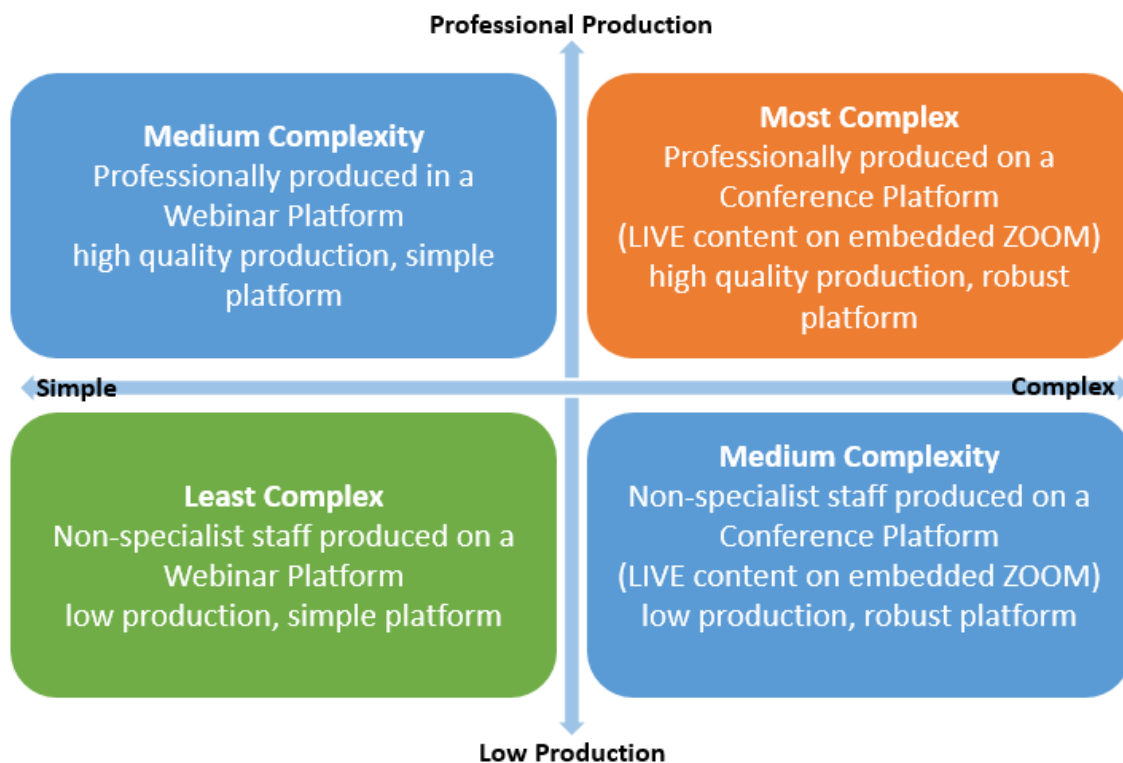 Professional Production
Medium Complexity
Professionally produced in a
Webinar Platform
high quality production, simple
platform
Most Complex
Professionally produced on a
Conference Platform
(LIVE content on embedded ZOOM)
high quality production, robust
platform
Simple
Complex
Least Complex
Non-specialist staff produced on a
Webinar Platform
low production, simple platform
Medium Complexity
Non-specialist staff produced on a
Conference Platform
(LIVE content on embedded ZOOM)
low production, robust platform
Low Production